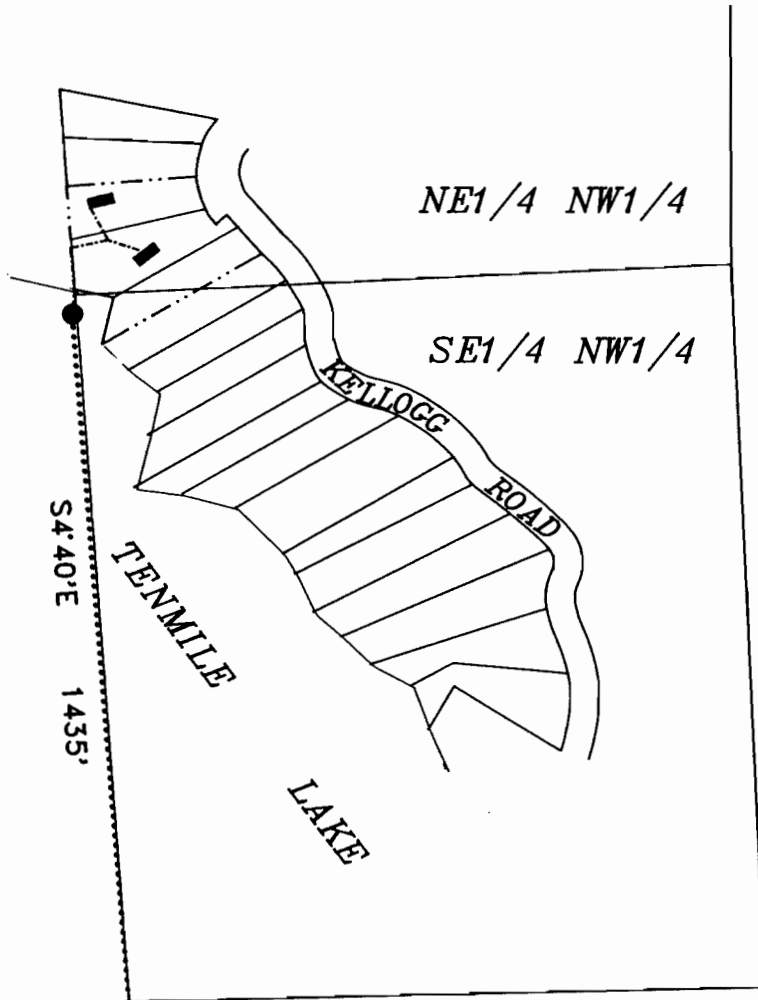 NE1/4 NW1/4
SE1/4 NW1/4
KELLOGG
ROAD
S4°40'E 1435'
TENMILE
LAKE